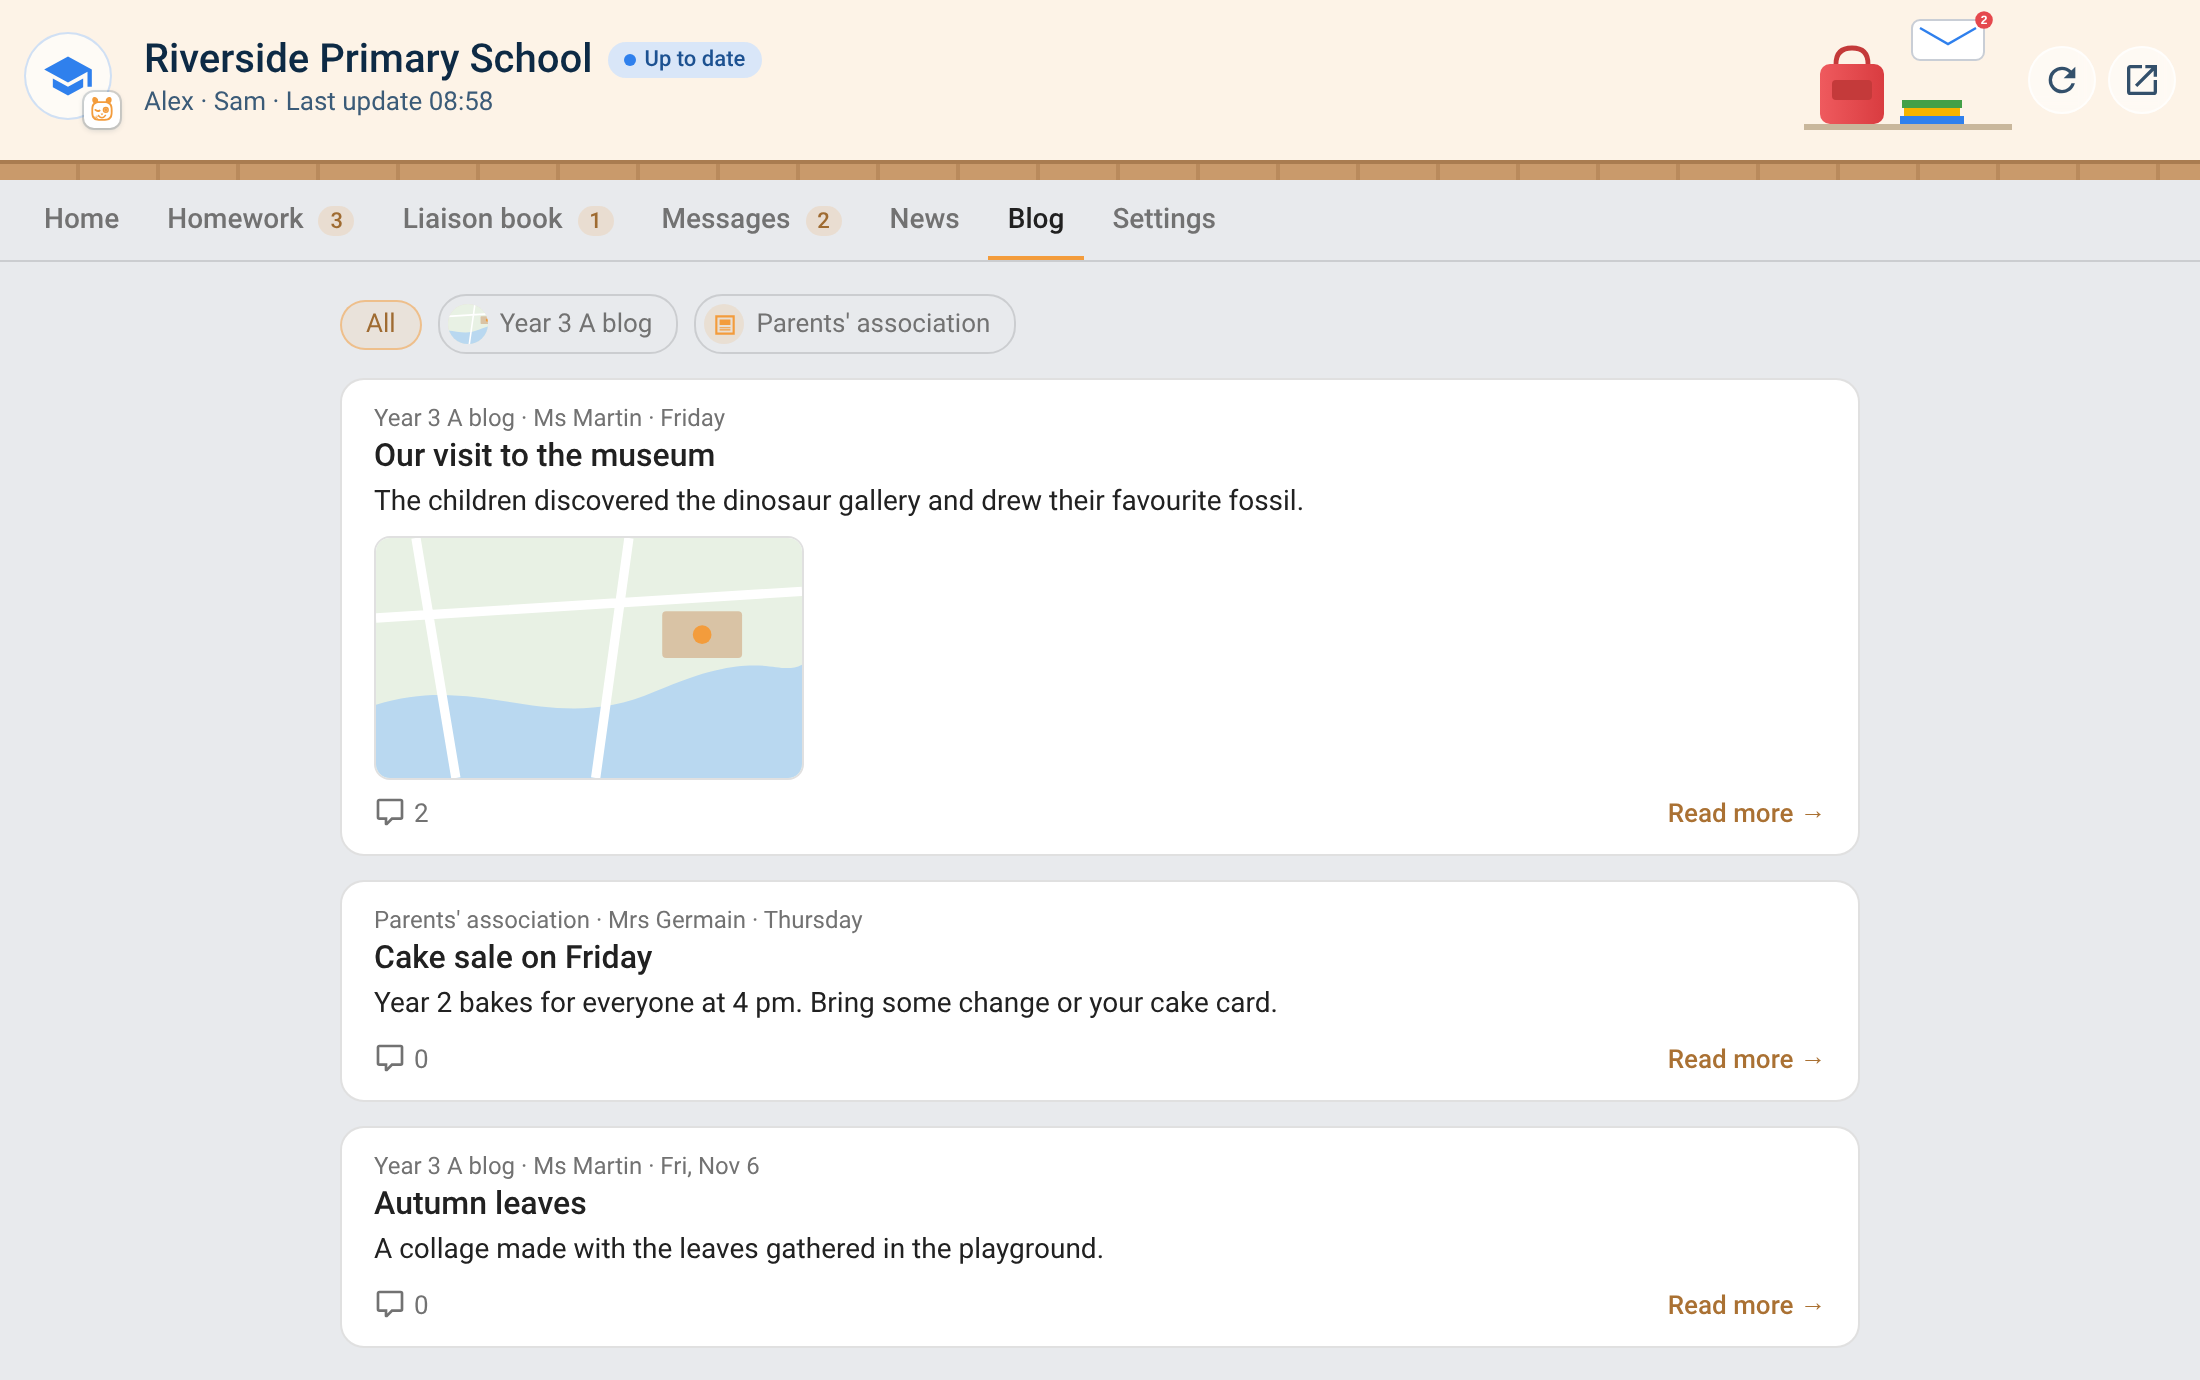 Riverside Primary School
Up to date
2
Alex · Sam · Last update 08:58
Home
Homework 3
Liaison book 1
Messages 2
News
Blog
Settings
All
Year 3 A blog
Parents' association
Year 3 A blog · Ms Martin · Friday
Our visit to the museum
The children discovered the dinosaur gallery and drew their favourite fossil.
2
Read more →
Parents' association · Mrs Germain · Thursday
Cake sale on Friday
Year 2 bakes for everyone at 4 pm. Bring some change or your cake card.
0
Read more →
Year 3 A blog · Ms Martin · Fri, Nov 6
Autumn leaves
A collage made with the leaves gathered in the playground.
0
Read more →